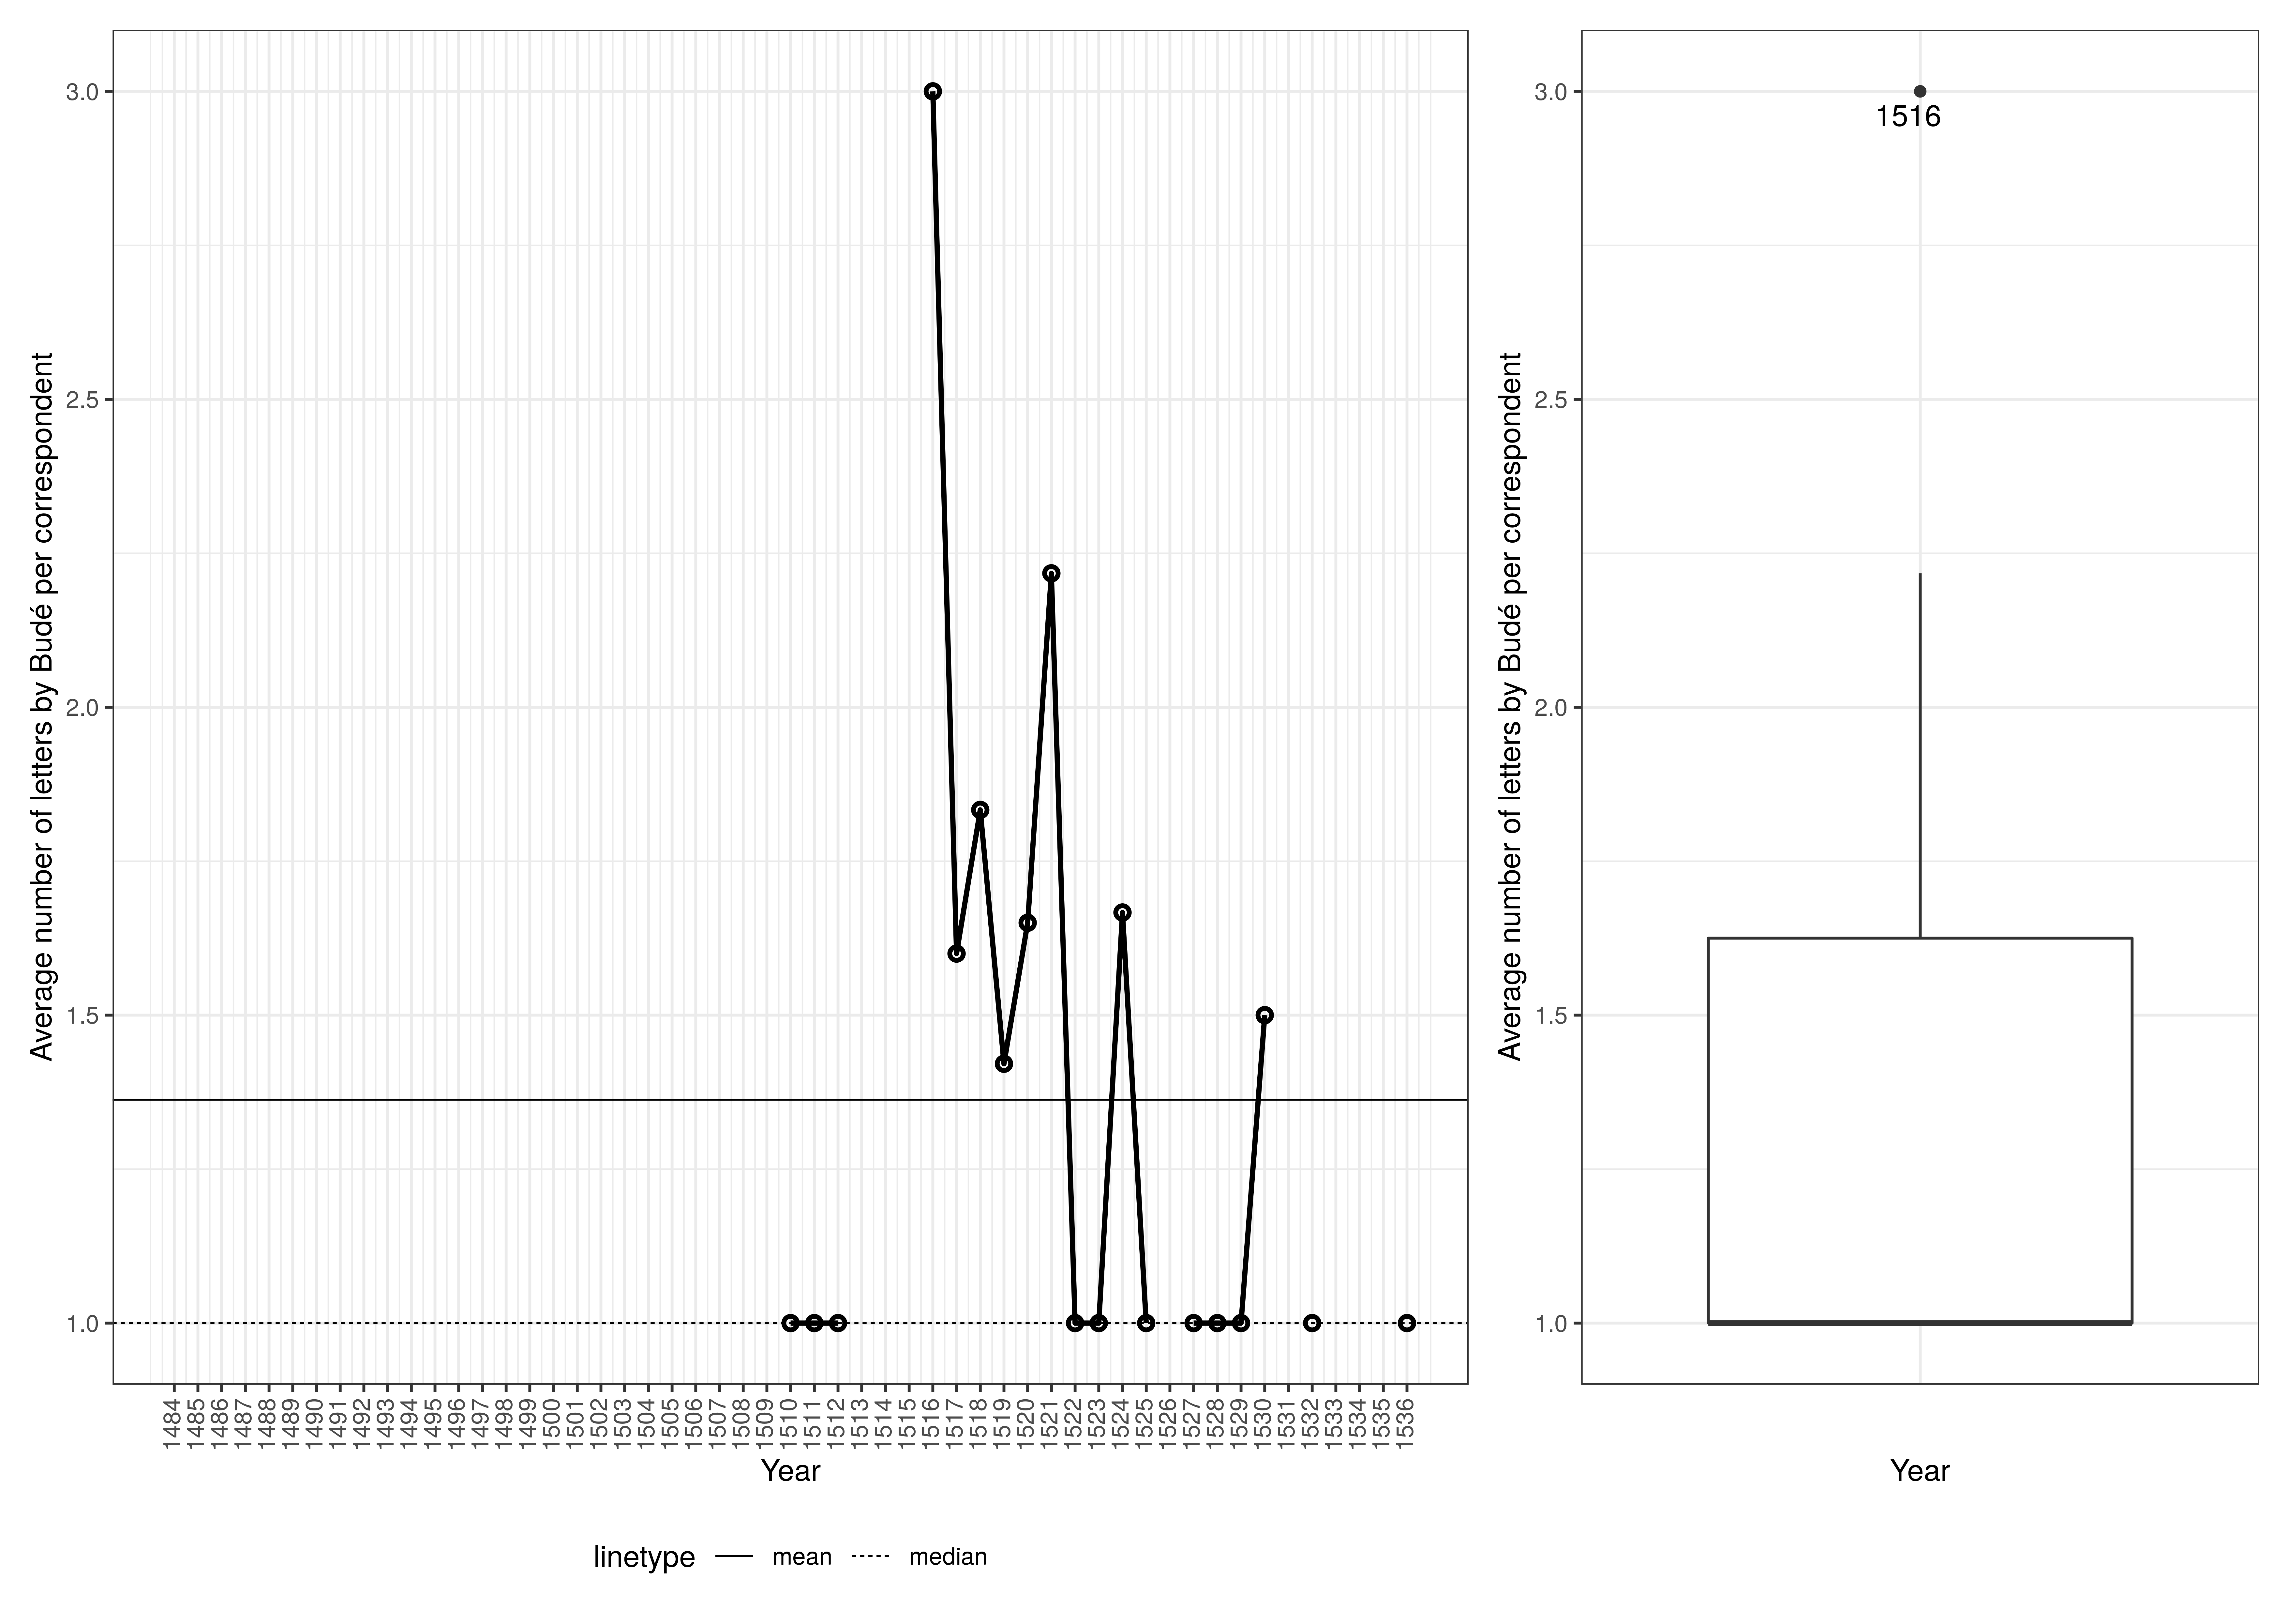 Average number of letters by Budé per correspondent
3.0
2.5
2.0
1.5
1.0
1484 1485 1486 1487 1488 1489 1490 1491 1492 1493 1494 1495 1496 1497 1498 1499 1500 1501 1502 1503 1504 1505 1506 1507 1508 1509 1510 1511 1512 1513 1514 1515 1516 1517 1518 1519 1520 1521 1522 1523 1524 1525 1526 1527 1528 1529 1530 1531 1532 1533 1534 1535 1536
Year
linetype mean median
Average number of letters by Budé per correspondent
3.0
2.5
2.0
1.5
1.0
1516
Year